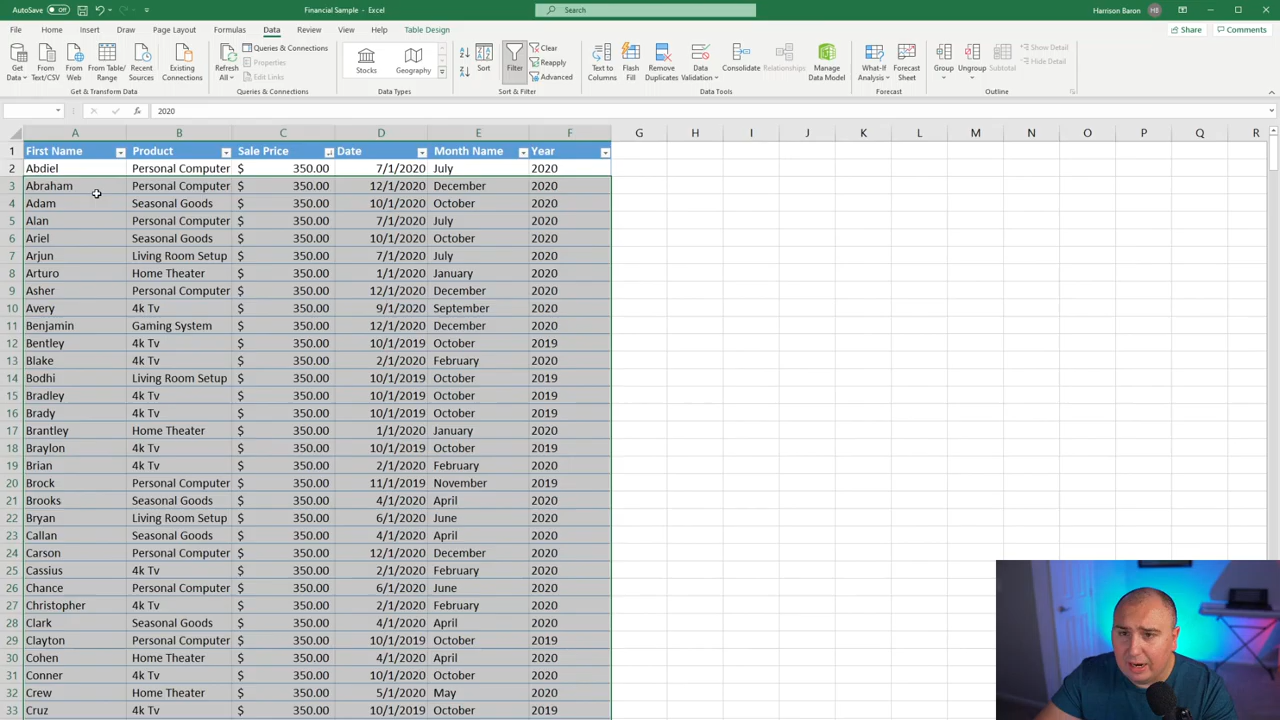 AutoSave Off Financial Sample - Excel Search Harrison Baron HB
File Home Insert Draw Page Layout Formulas Data Review View Help Table Design Share Comments
Get Data From Text/CSV From Web From Table/Range Recent Sources Existing Connections Refresh All Queries & Connections Properties Edit Links Stocks Geography Sort Filter Clear Reapply Advanced Text to Columns Flash Fill Remove Duplicates Data Validation Consolidate Relationships Manage Data Model What-If Analysis Forecast Sheet Group Ungroup Subtotal Show Detail Hide Detail
Get & Transform Data Queries & Connections Data Types Sort & Filter Data Tools Forecast Outline
fx 2020
A B C D E F G H I J K L M N O P Q R
1 First Name Product Sale Price Date Month Name Year
2 Abdiel Personal Computer $ 350.00 7/1/2020 July 2020
3 Abraham Personal Computer $ 350.00 12/1/2020 December 2020
4 Adam Seasonal Goods $ 350.00 10/1/2020 October 2020
5 Alan Personal Computer $ 350.00 7/1/2020 July 2020
6 Ariel Seasonal Goods $ 350.00 10/1/2020 October 2020
7 Arjun Living Room Setup $ 350.00 7/1/2020 July 2020
8 Arturo Home Theater $ 350.00 1/1/2020 January 2020
9 Asher Personal Computer $ 350.00 12/1/2020 December 2020
10 Avery 4k Tv $ 350.00 9/1/2020 September 2020
11 Benjamin Gaming System $ 350.00 12/1/2020 December 2020
12 Bentley 4k Tv $ 350.00 10/1/2019 October 2019
13 Blake 4k Tv $ 350.00 2/1/2020 February 2020
14 Bodhi Living Room Setup $ 350.00 10/1/2019 October 2019
15 Bradley 4k Tv $ 350.00 10/1/2019 October 2019
16 Brady 4k Tv $ 350.00 10/1/2019 October 2019
17 Brantley Home Theater $ 350.00 1/1/2020 January 2020
18 Braylon 4k Tv $ 350.00 10/1/2019 October 2019
19 Brian 4k Tv $ 350.00 2/1/2020 February 2020
20 Brock Personal Computer $ 350.00 11/1/2019 November 2019
21 Brooks Seasonal Goods $ 350.00 4/1/2020 April 2020
22 Bryan Living Room Setup $ 350.00 6/1/2020 June 2020
23 Callan Seasonal Goods $ 350.00 4/1/2020 April 2020
24 Carson Personal Computer $ 350.00 12/1/2020 December 2020
25 Cassius 4k Tv $ 350.00 2/1/2020 February 2020
26 Chance Personal Computer $ 350.00 6/1/2020 June 2020
27 Christopher 4k Tv $ 350.00 2/1/2020 February 2020
28 Clark Seasonal Goods $ 350.00 4/1/2020 April 2020
29 Clayton Personal Computer $ 350.00 10/1/2019 October 2019
30 Cohen Home Theater $ 350.00 4/1/2020 April 2020
31 Conner 4k Tv $ 350.00 10/1/2020 October 2020
32 Crew Home Theater $ 350.00 5/1/2020 May 2020
33 Cruz 4k Tv $ 350.00 10/1/2019 October 2019